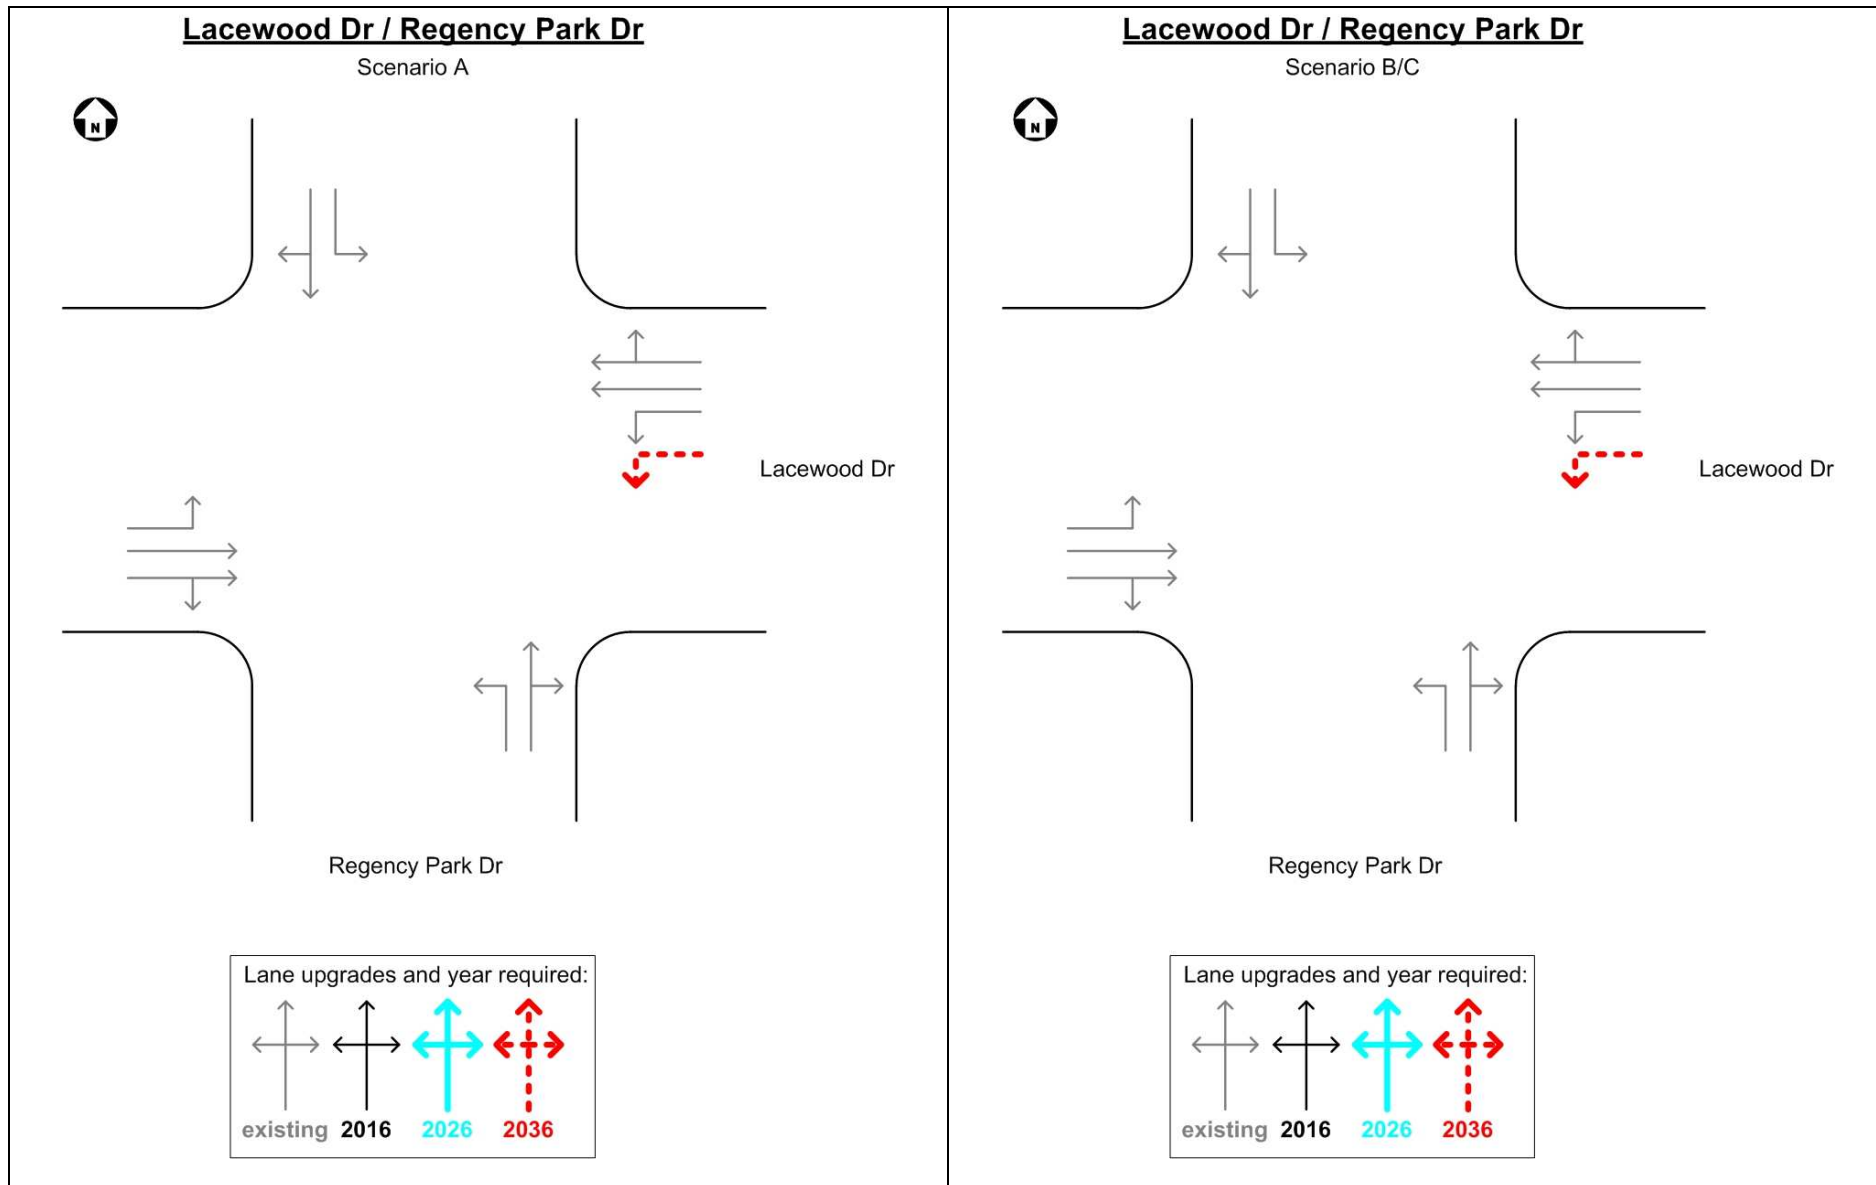 Lacewood Dr / Regency Park Dr
Scenario A
N
Lacewood Dr
Regency Park Dr
Lane upgrades and year required:
existing 2016 2026 2036
Lacewood Dr / Regency Park Dr
Scenario B/C
N
Lacewood Dr
Regency Park Dr
Lane upgrades and year required:
existing 2016 2026 2036